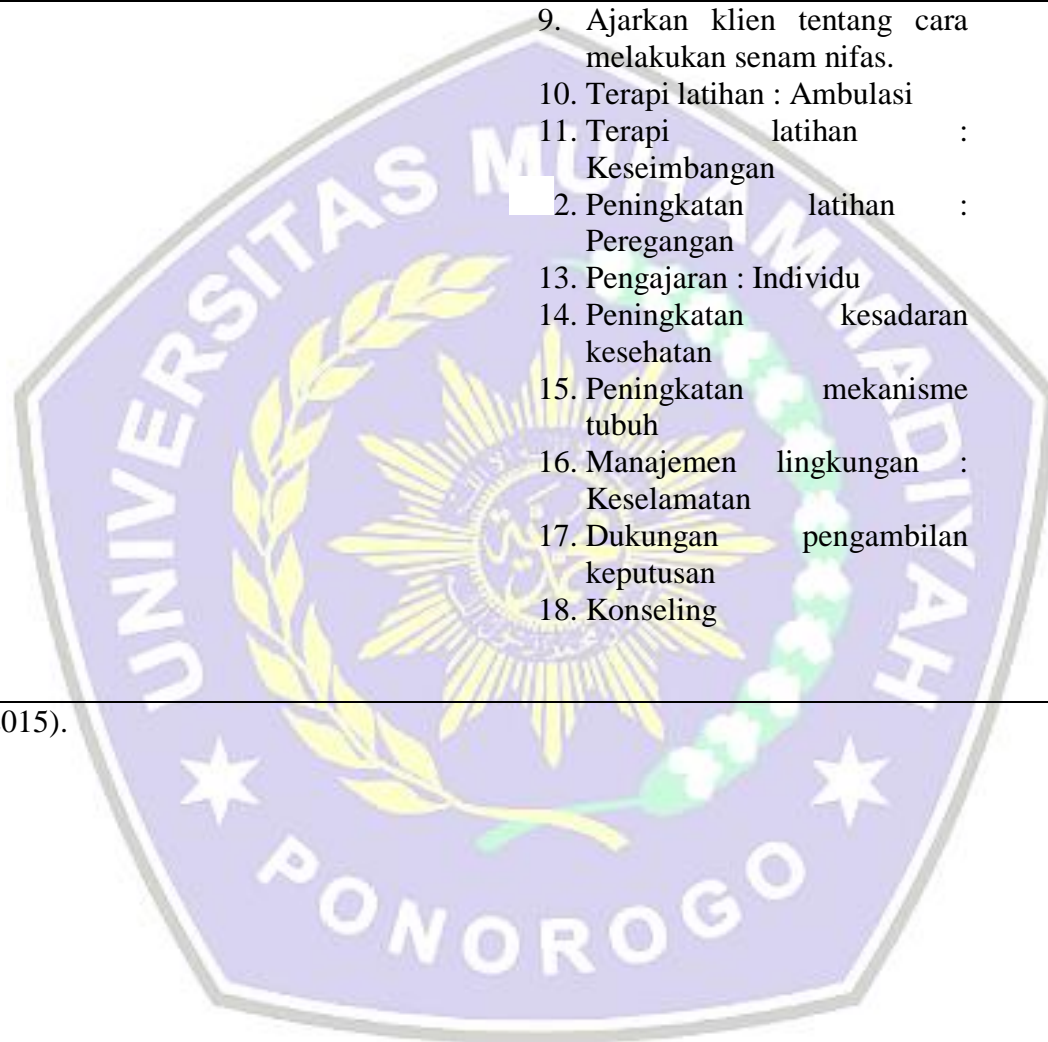 9. Ajarkan klien tentang cara
melakukan senam nifas.
10. Terapi latihan : Ambulasi
11. Terapi latihan :
Keseimbangan
2. Peningkatan latihan :
Peregangan
13. Pengajaran : Individu
14. Peningkatan kesadaran
kesehatan
15. Peningkatan mekanisme
tubuh
16. Manajemen lingkungan :
Keselamatan
17. Dukungan pengambilan
keputusan
18. Konseling
015).
UNIVERSITAS MUHAMMADIYAH
PONOROGO